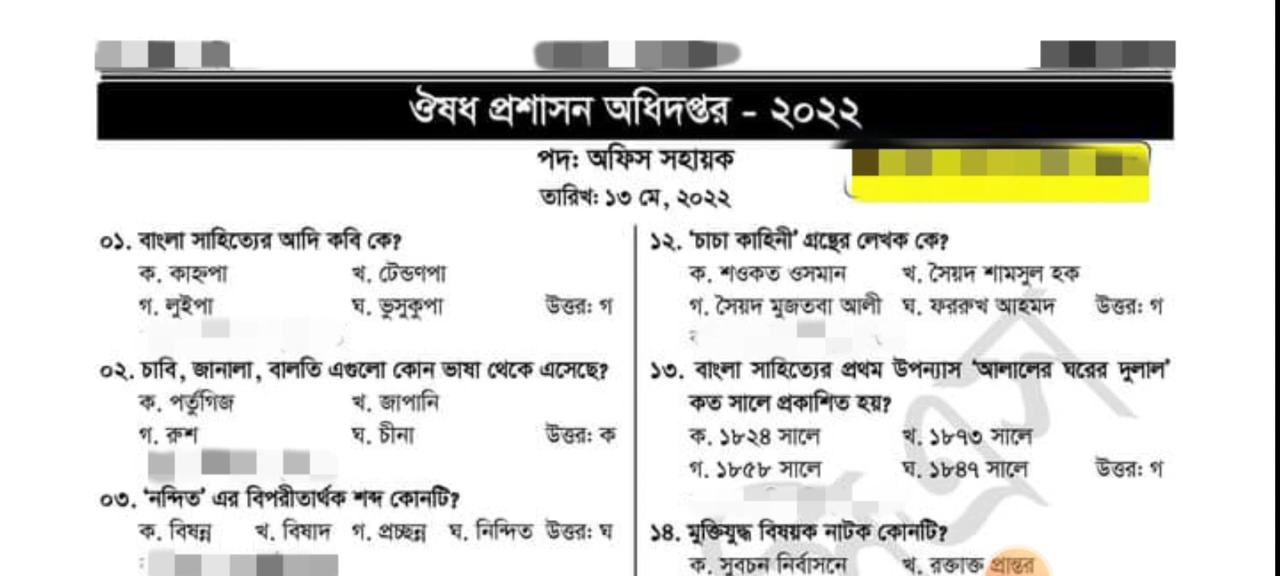 ঔষধ প্রশাসন অধিদপ্তর - ২০২২
পদ: অফিস সহায়ক
তারিখ: ১৩ মে, ২০২২
০১. বাংলা সাহিত্যের আদি কবি কে?
ক. কাহ্নপা খ. টেন্ডণপা
গ. লুইপা ঘ. ভুসুকুপা উত্তর: গ
০২. চাবি, জানালা, বালতি এগুলো কোন ভাষা থেকে এসেছে?
ক. পর্তুগিজ খ. জাপানি
গ. রুশ ঘ. চীনা উত্তর: ক
০৩. ‘নন্দিত’ এর বিপরীতার্থক শব্দ কোনটি?
ক. বিষন্ন খ. বিষাদ গ. প্রচ্ছন্ন ঘ. নিন্দিত উত্তর: ঘ
১২. ‘চাচা কাহিনী’ গ্রন্থের লেখক কে?
ক. শওকত ওসমান খ. সৈয়দ শামসুল হক
গ. সৈয়দ মুজতবা আলী ঘ. ফররুখ আহমদ উত্তর: গ
১৩. বাংলা সাহিত্যের প্রথম উপন্যাস ‘আলালের ঘরের দুলাল’
কত সালে প্রকাশিত হয়?
ক. ১৮২৪ সালে খ. ১৮৭৩ সালে
গ. ১৮৫৮ সালে ঘ. ১৮৪৭ সালে উত্তর: গ
১৪. মুক্তিযুদ্ধ বিষয়ক নাটক কোনটি?
ক. সুবচন নির্বাসনে খ. রক্তাক্ত প্রান্তর